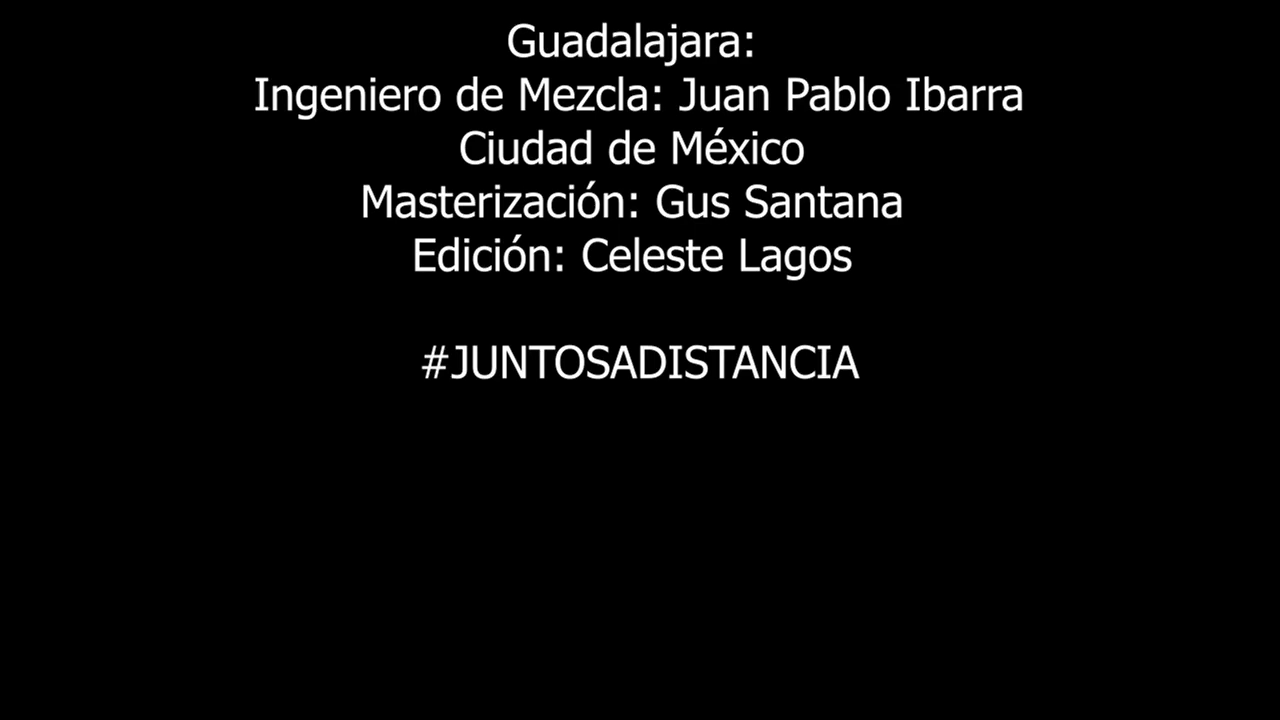 Guadalajara:
Ingeniero de Mezcla: Juan Pablo Ibarra
Ciudad de México
Masterización: Gus Santana
Edición: Celeste Lagos
#JUNTOSADISTANCIA